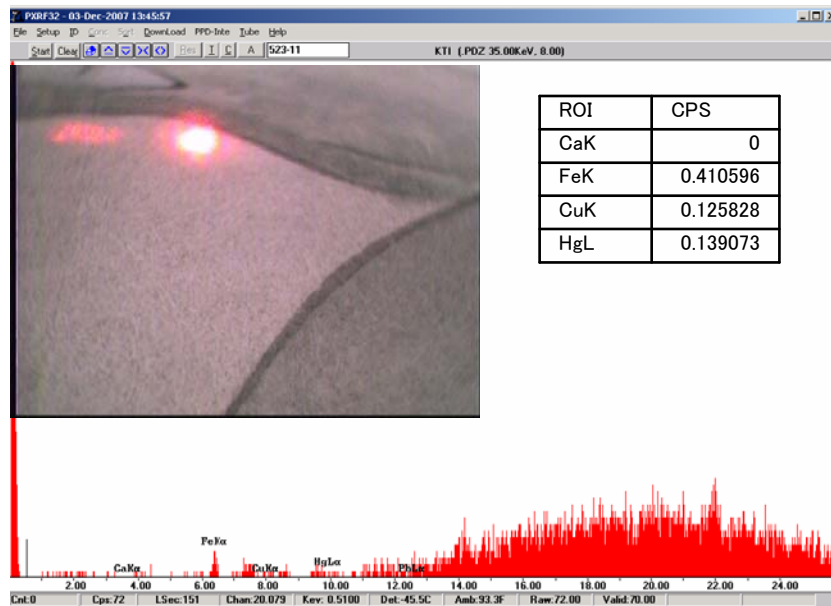 PXRF32 - 03-Dec-2007 13:45:57
File Setup ID Conc Sort DownLoad PPD-Inte Tube Help
Start Clear Res I C A 523-11 KTI (.PDZ 35.00KeV, 8.00)
ROI CPS
CaK 0
FeK 0.410596
CuK 0.125828
HgL 0.139073
FeKα
CaKα CuKα HgLα PbLα
2.00 4.00 6.00 8.00 10.00 12.00 14.00 16.00 18.00 20.00 22.00 24.00
Cnt:0 Cps:72 LSec:151 Chan:20.079 Kev: 0.5100 Det:-45.5C Amb:93.3F Raw:72.00 Valid:70.00